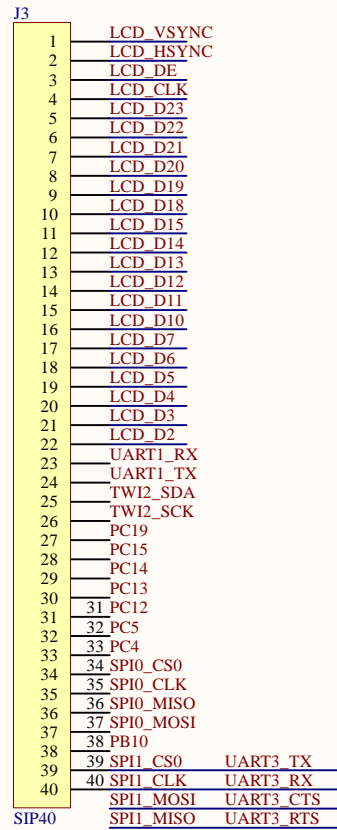 J3
LCD_VSYNC
1
LCD_HSYNC
2
LCD_DE
3
LCD_CLK
4
LCD_D23
5
LCD_D22
6
LCD_D21
7
LCD_D20
8
LCD_D19
9
LCD_D18
10
LCD_D15
11
LCD_D14
12
LCD_D13
13
LCD_D12
14
LCD_D11
15
LCD_D10
16
LCD_D7
17
LCD_D6
18
LCD_D5
19
LCD_D4
20
LCD_D3
21
LCD_D2
22
UART1_RX
23
UART1_TX
24
TWI2_SDA
25
TWI2_SCK
26
PC19
27
PC15
28
PC14
29
PC13
30
31 PC12
31
32 PC5
32
33 PC4
33
34 SPI0_CS0
34
35 SPI0_CLK
35
36 SPI0_MISO
36
37 SPI0_MOSI
37
38 PB10
38
39 SPI1_CS0 UART3_TX
39
40 SPI1_CLK UART3_RX
40
SPI1_MOSI UART3_CTS
SIP40
SPI1_MISO UART3_RTS